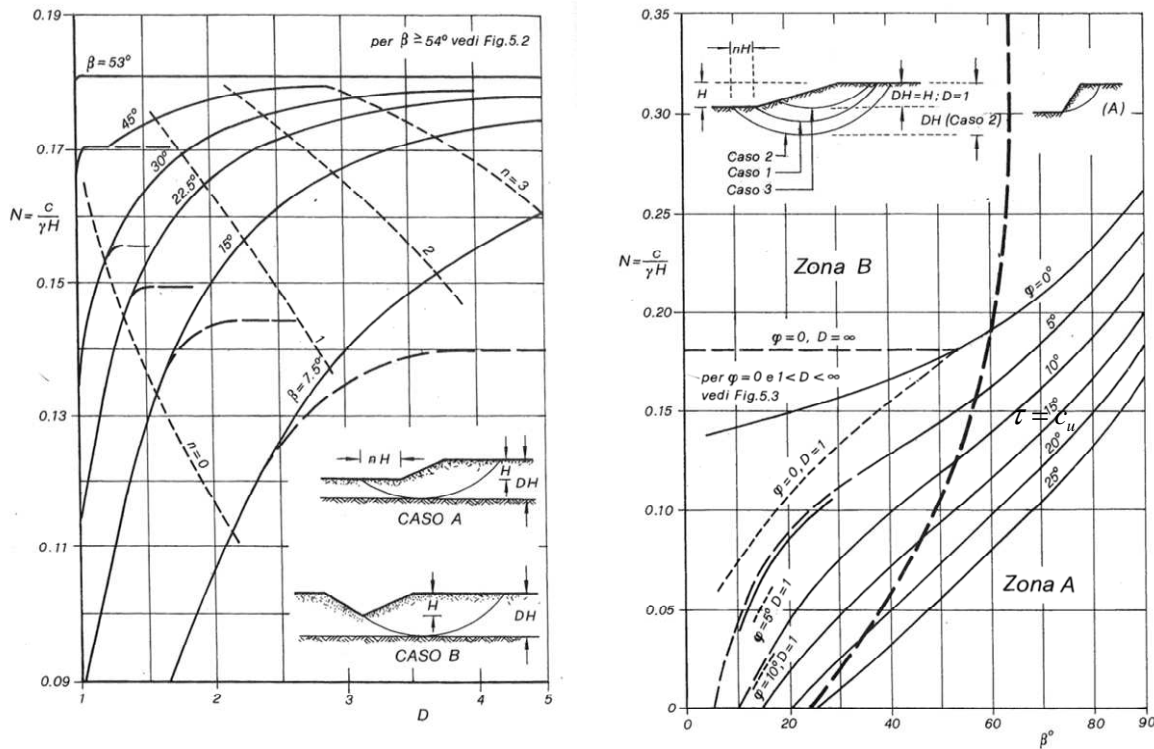 0.19
0.17
N = c/γH
0.15
0.13
0.11
0.09
1
2
3
4
5
D
per β ≥ 54° vedi Fig.5.2
β = 53°
45°
30°
22.5°
15°
β = 7.5°
n = 0
1
2
n = 3
nH
H
DH
CASO A
H
DH
CASO B
0.35
0.30
0.25
N = c/γH
0.20
0.15
0.10
0.05
0
0
20
40
60
80
90
β°
nH
H
DH = H ; D = 1
DH (Caso 2)
Caso 2
Caso 1
Caso 3
(A)
Zona B
φ = 0, D = ∞
per φ = 0 e 1 < D < ∞
vedi Fig.5.3
φ = 0, D = 1
φ = 5°, D = 1
φ = 10°, D = 1
φ = 0°
5°
10°
15°
20°
25°
τ = cu
Zona A